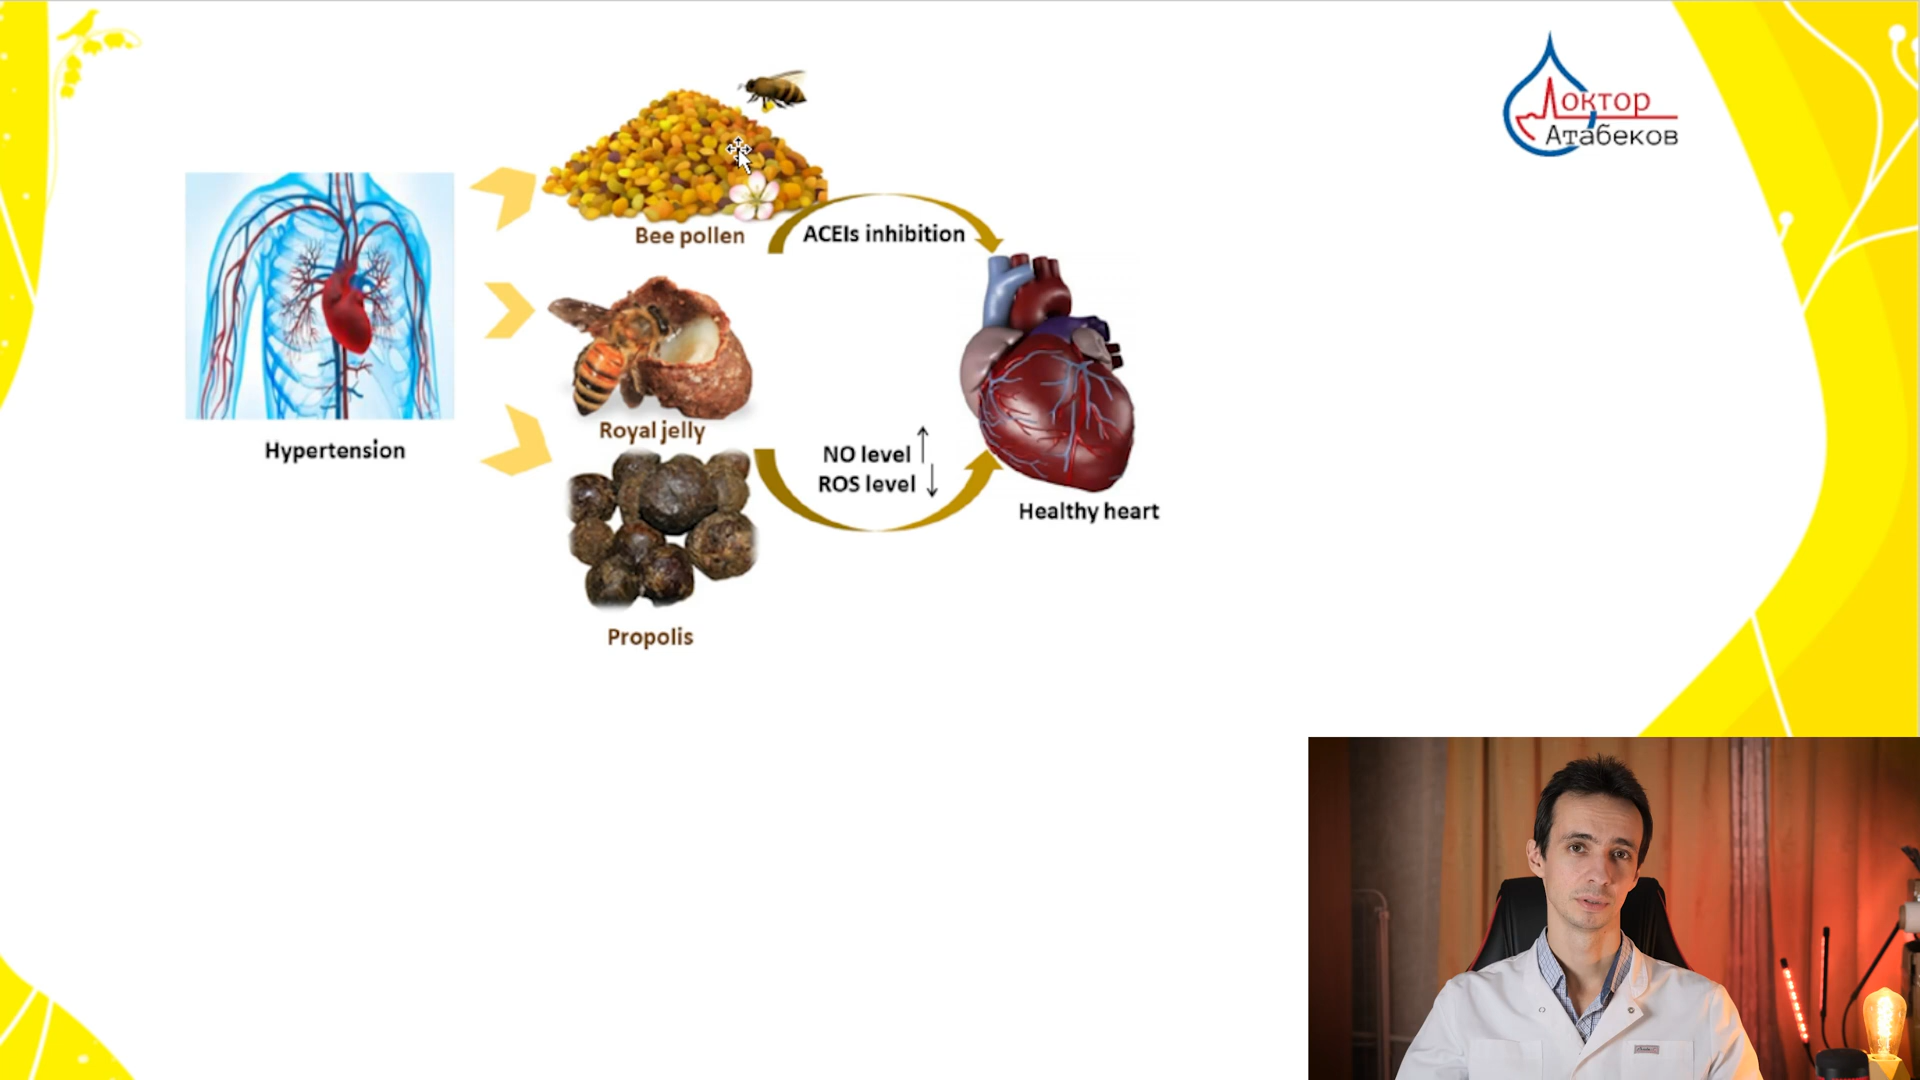 Доктор
Атабеков
Bee pollen
ACEIs inhibition
Hypertension
Royal jelly
NO level
ROS level
Healthy heart
Propolis